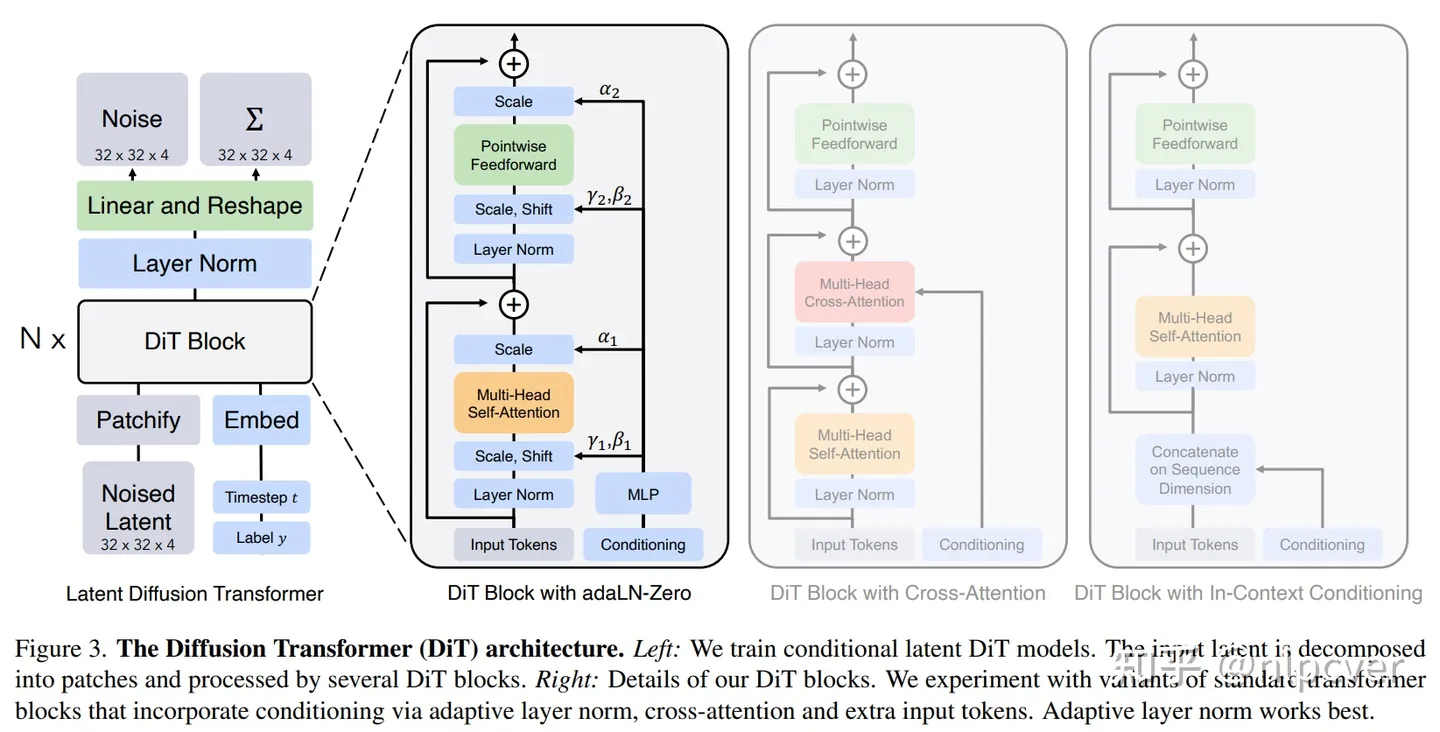 Noise
32 x 32 x 4
Σ
32 x 32 x 4
Linear and Reshape
Layer Norm
N x
DiT Block
Patchify
Embed
Noised
Latent
32 x 32 x 4
Timestep t
Label y
Latent Diffusion Transformer
Scale
α₂
Pointwise
Feedforward
γ₂,β₂
Scale, Shift
Layer Norm
Scale
α₁
Multi-Head
Self-Attention
γ₁,β₁
Scale, Shift
Layer Norm
MLP
Input Tokens
Conditioning
DiT Block with adaLN-Zero
Pointwise
Feedforward
Layer Norm
Multi-Head
Cross-Attention
Layer Norm
Multi-Head
Self-Attention
Layer Norm
Input Tokens
Conditioning
DiT Block with Cross-Attention
Pointwise
Feedforward
Layer Norm
Multi-Head
Self-Attention
Layer Norm
Concatenate
on Sequence
Dimension
Input Tokens
Conditioning
DiT Block with In-Context Conditioning
Figure 3. The Diffusion Transformer (DiT) architecture. Left: We train conditional latent DiT models. The input latent is decomposed
into patches and processed by several DiT blocks. Right: Details of our DiT blocks. We experiment with variants of standard transformer
blocks that incorporate conditioning via adaptive layer norm, cross-attention and extra input tokens. Adaptive layer norm works best.
知乎 @nlpcver